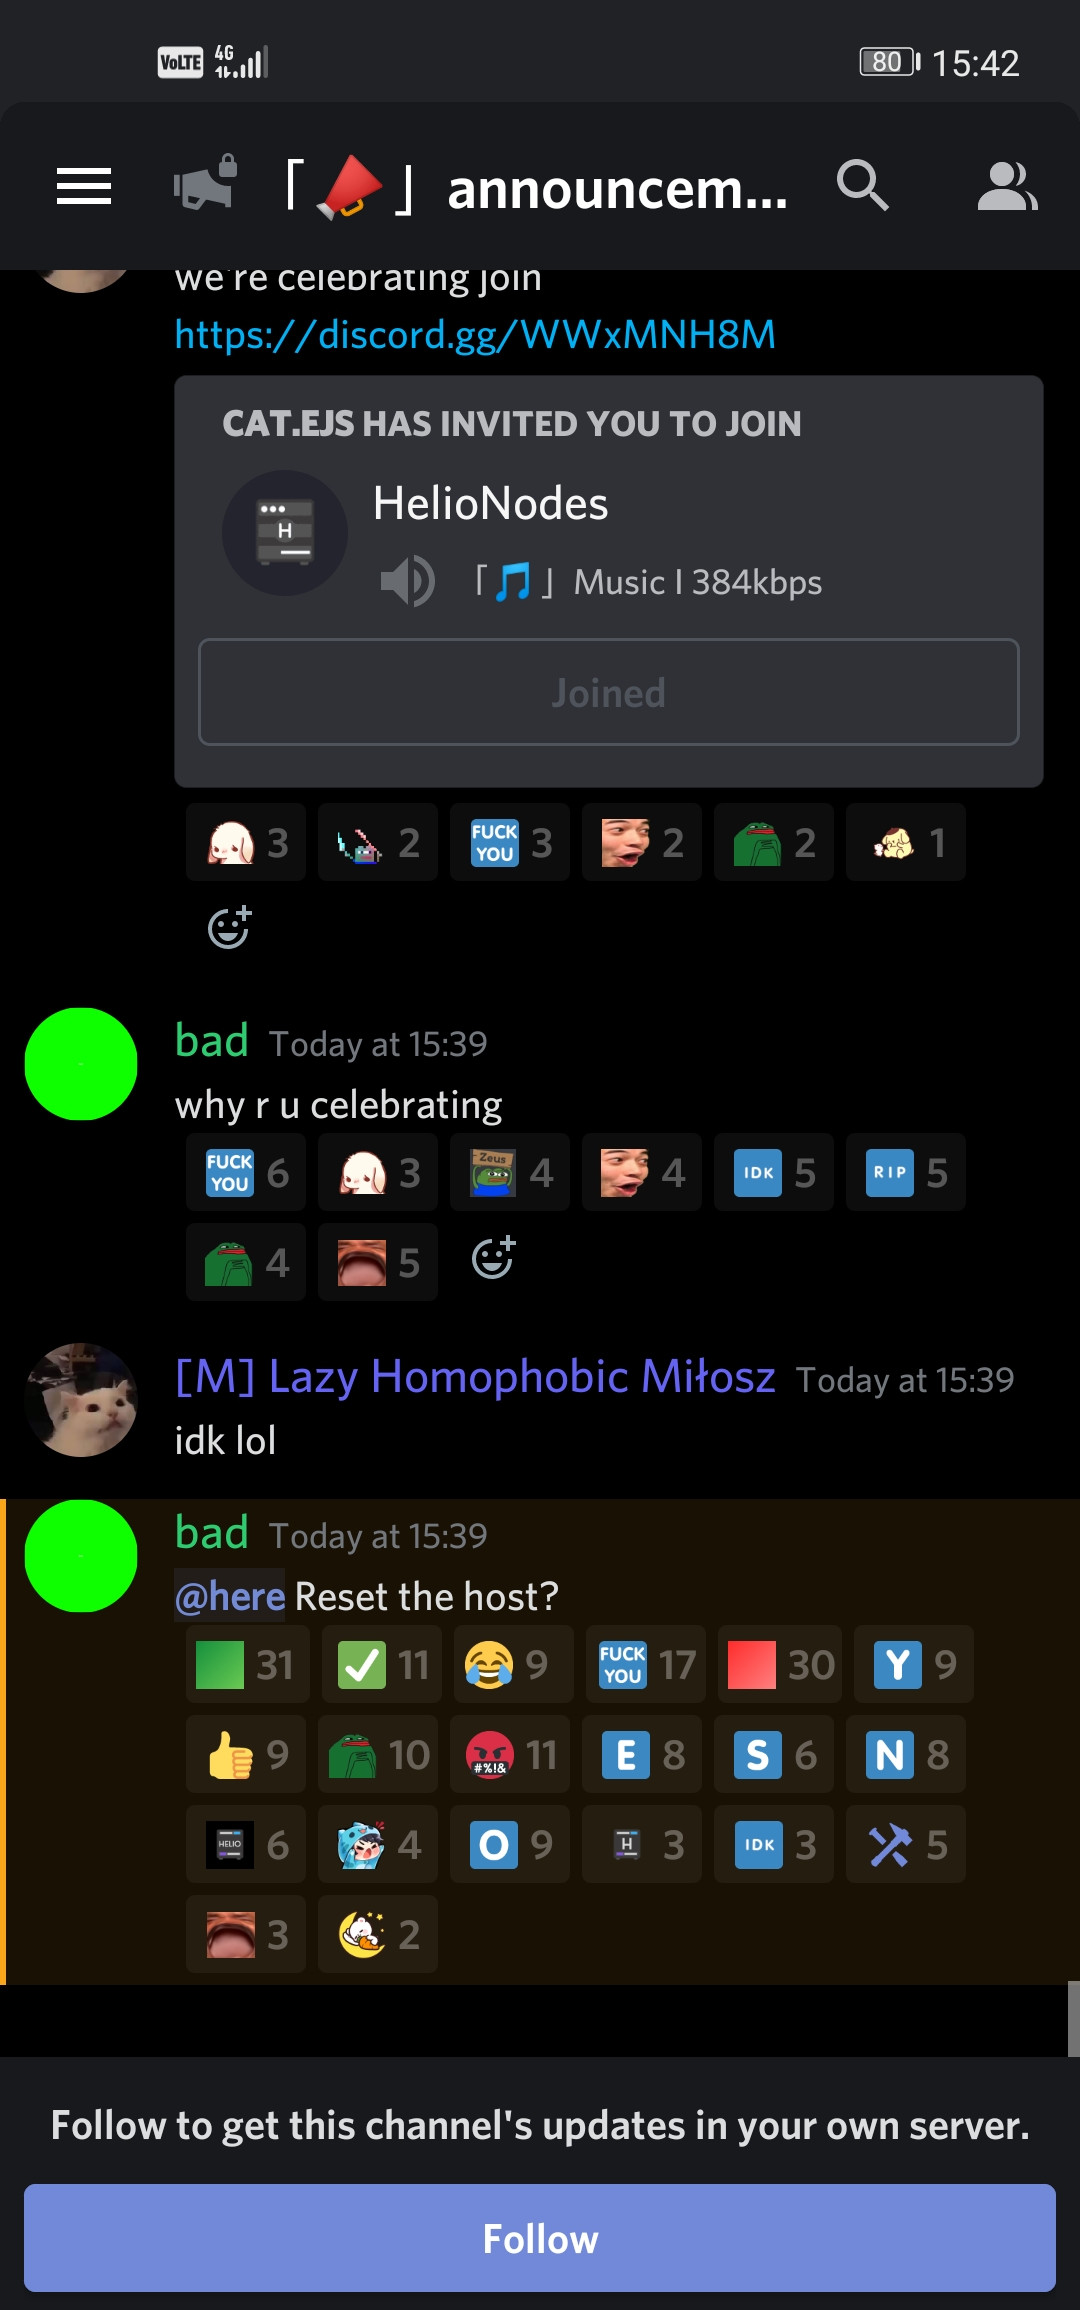 VoLTE 4G 80 15:42
「📣」 announcem...
we're celebrating join
https://discord.gg/WWxMNH8M
CAT.EJS HAS INVITED YOU TO JOIN
HelioNodes
H
「🎵」 Music I 384kbps
Joined
3 2 FUCK YOU 3 2 2 1
bad Today at 15:39
why r u celebrating
FUCK YOU 6 3 Zeus 4 4 IDK 5 RIP 5
4 5
[M] Lazy Homophobic Miłosz Today at 15:39
idk lol
bad Today at 15:39
@here Reset the host?
31 11 9 FUCK YOU 17 30 Y 9
9 10 #%!& 11 E 8 S 6 N 8
HELIO 6 4 O 9 H 3 IDK 3 5
3 2
Follow to get this channel's updates in your own server.
Follow